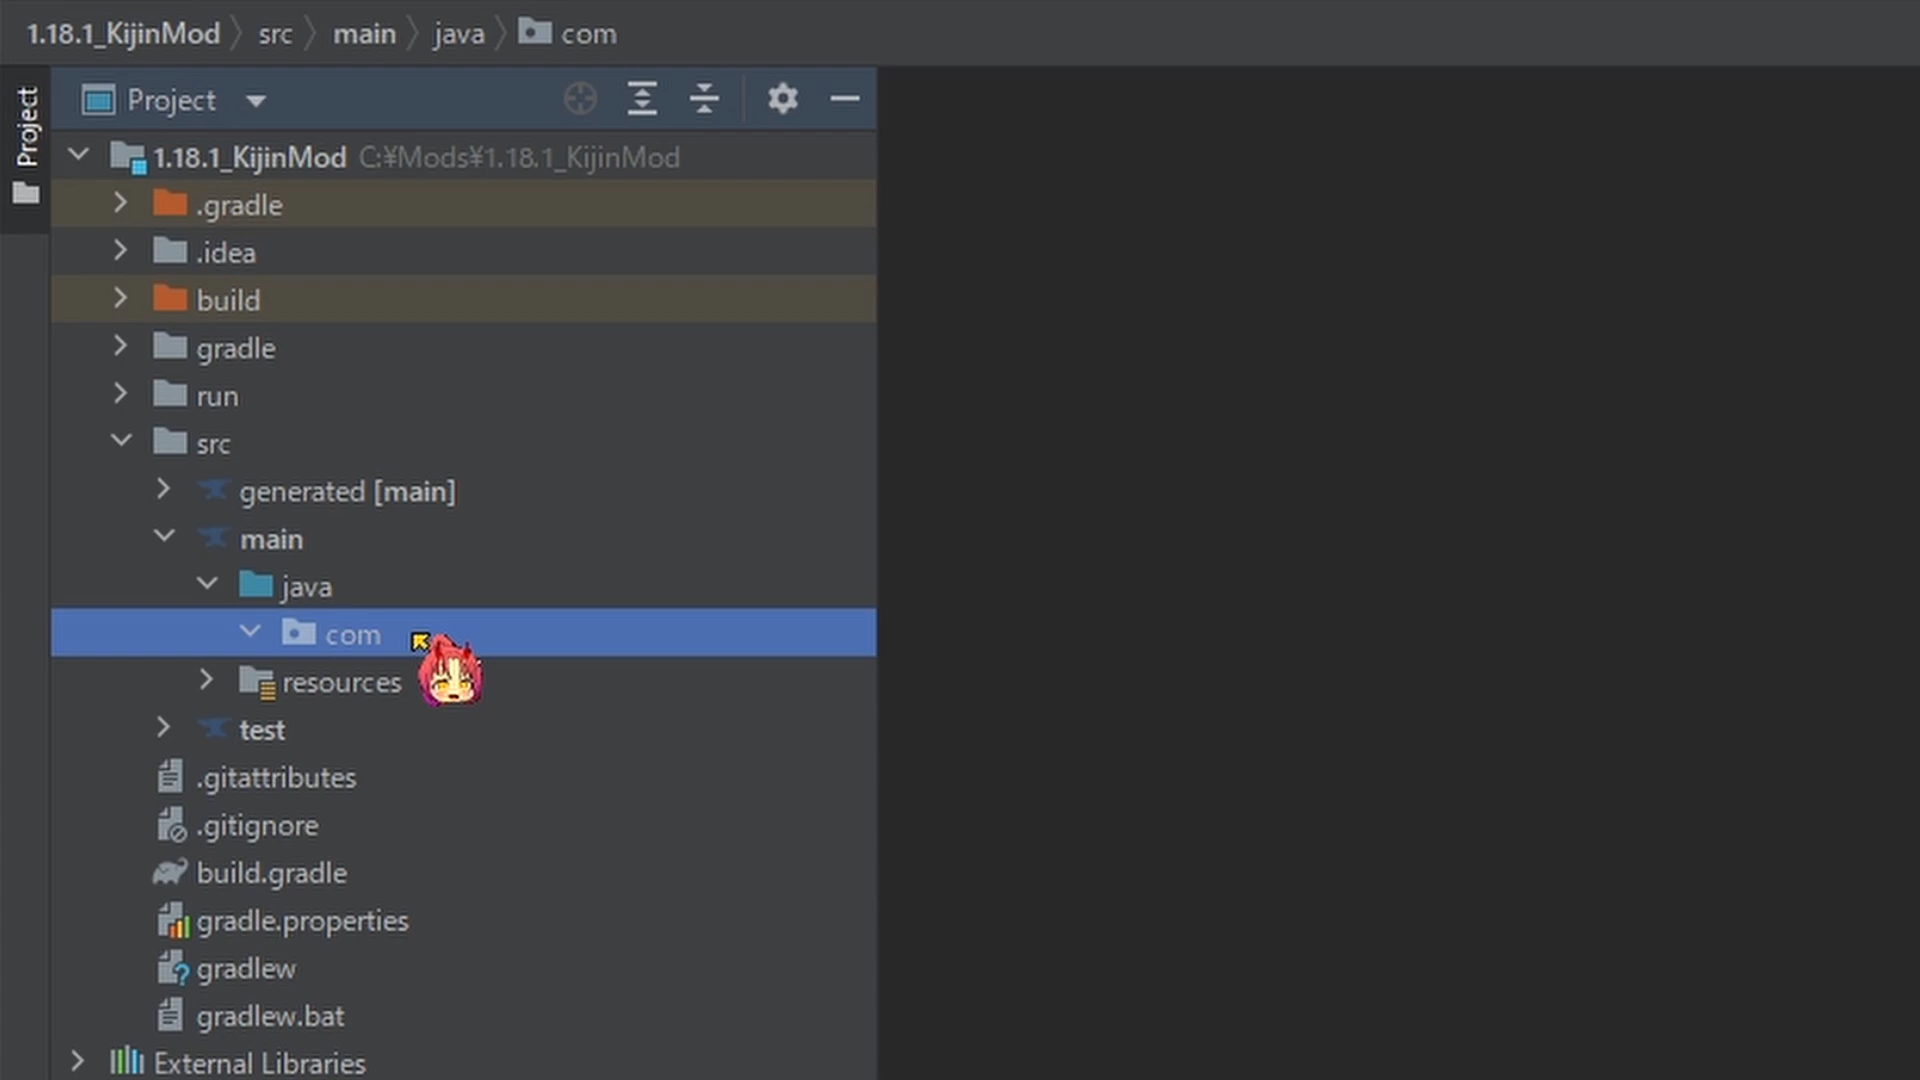 1.18.1_KijinMod src main java com
Project
Project
1.18.1_KijinMod C:¥Mods¥1.18.1_KijinMod
.gradle
.idea
build
gradle
run
src
generated [main]
main
java
com
resources
test
.gitattributes
.gitignore
build.gradle
gradle.properties
gradlew
gradlew.bat
External Libraries